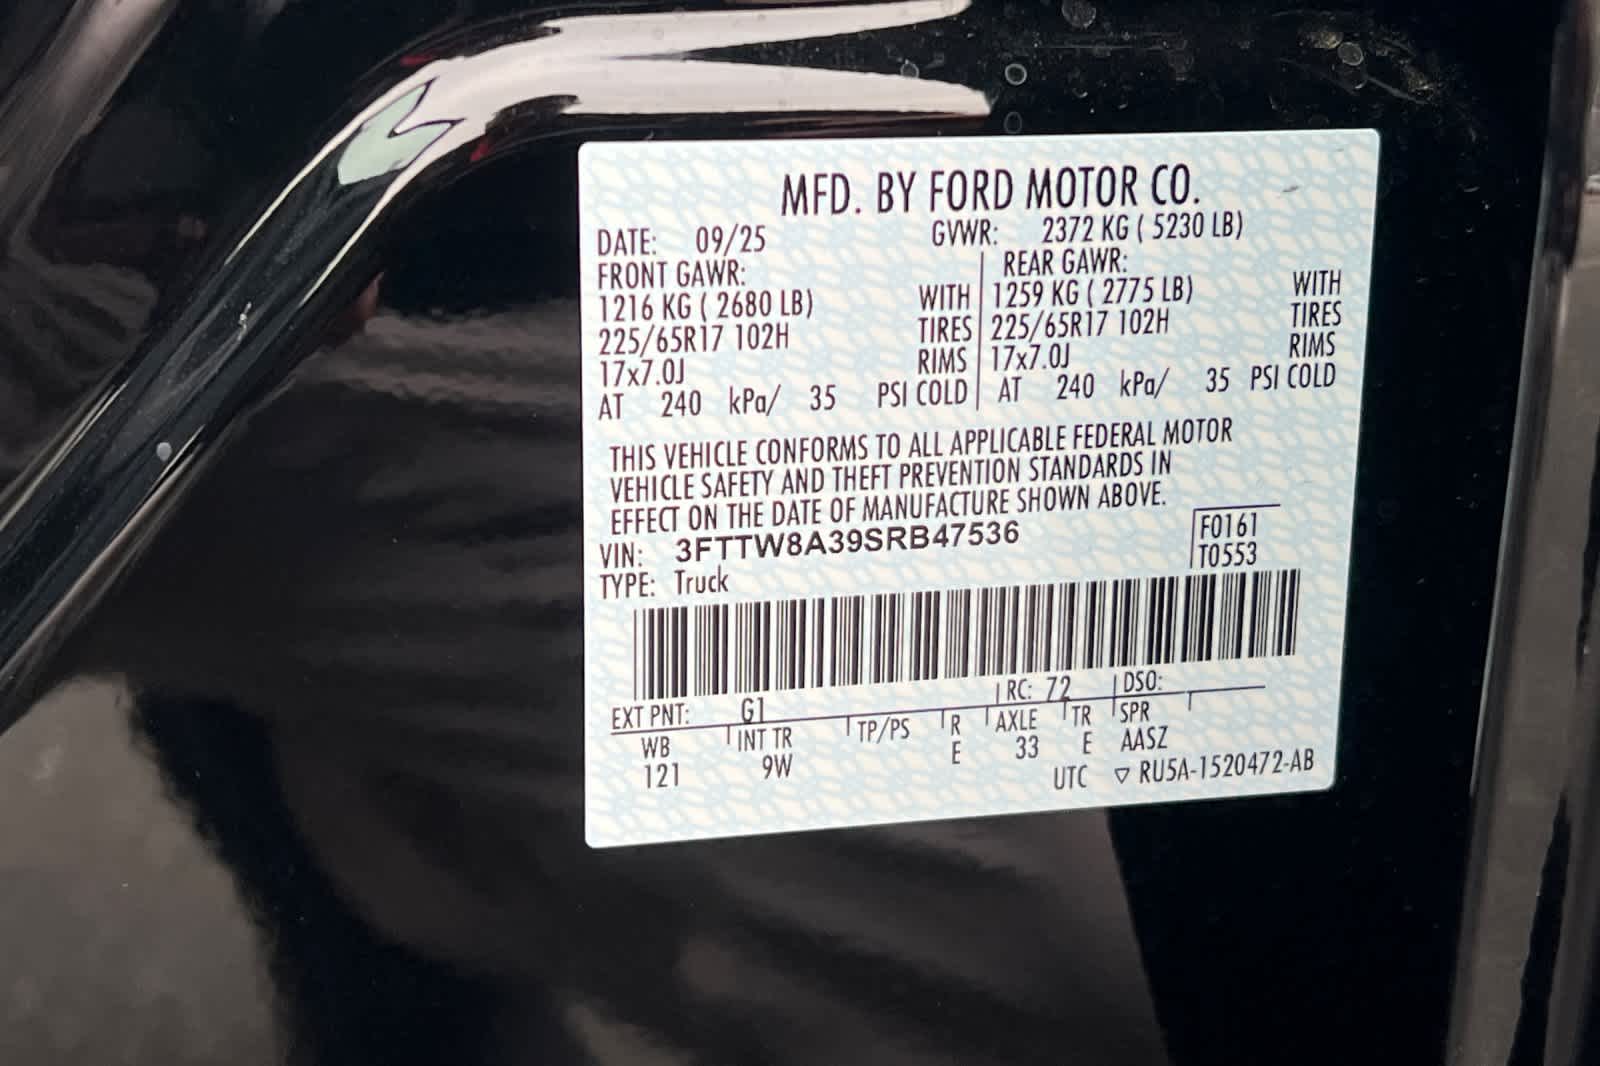 MFD. BY FORD MOTOR CO.
DATE: 09/25 GVWR: 2372 KG ( 5230 LB)
FRONT GAWR: REAR GAWR:
1216 KG ( 2680 LB) WITH 1259 KG ( 2775 LB) WITH
225/65R17 102H TIRES 225/65R17 102H TIRES
17x7.0J RIMS 17x7.0J RIMS
AT 240 kPa/ 35 PSI COLD AT 240 kPa/ 35 PSI COLD
THIS VEHICLE CONFORMS TO ALL APPLICABLE FEDERAL MOTOR
VEHICLE SAFETY AND THEFT PREVENTION STANDARDS IN
EFFECT ON THE DATE OF MANUFACTURE SHOWN ABOVE.
VIN: 3FTTW8A39SRB47536 F0161
TYPE: Truck T0553
EXT PNT: G1 RC: 72 DSO:
WB INT TR TP/PS R AXLE TR SPR
121 9W E 33 E AASZ
UTC ▽ RU5A-1520472-AB